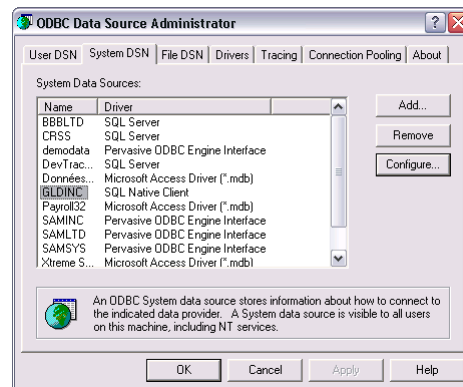 ODBC Data Source Administrator
User DSN System DSN File DSN Drivers Tracing Connection Pooling About
System Data Sources:
Name Driver
BBBLTD SQL Server
CRSS SQL Server
demodata Pervasive ODBC Engine Interface
DevTrac... SQL Server
Données... Microsoft Access Driver (*.mdb)
GLDINC SQL Native Client
Payroll32 Microsoft Access Driver (*.mdb)
SAMINC Pervasive ODBC Engine Interface
SAMLTD Pervasive ODBC Engine Interface
SAMSYS Pervasive ODBC Engine Interface
Xtreme S... Microsoft Access Driver (*.mdb)
Add...
Remove
Configure...
An ODBC System data source stores information about how to connect to
the indicated data provider. A System data source is visible to all users
on this machine, including NT services.
OK Cancel Apply Help